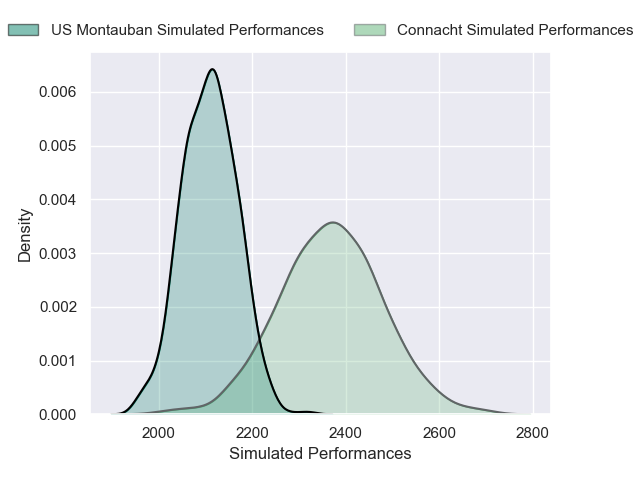 US Montauban Simulated Performances
Connacht Simulated Performances
0.006
0.005
0.004
0.003
0.002
0.001
0.000
Density
2000 2200 2400 2600 2800
Simulated Performances